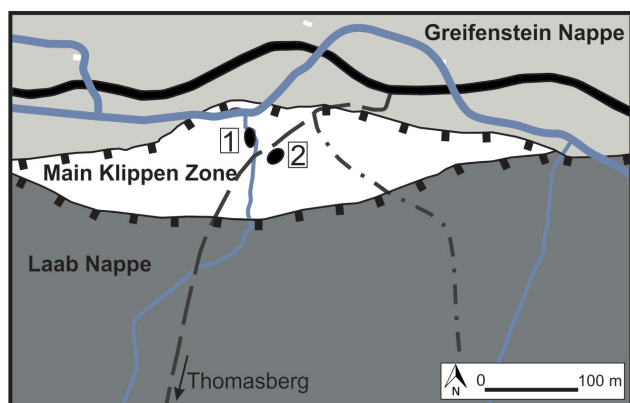 Greifenstein Nappe
1
2
Main Klippen Zone
Laab Nappe
Thomasberg
N
0 100 m